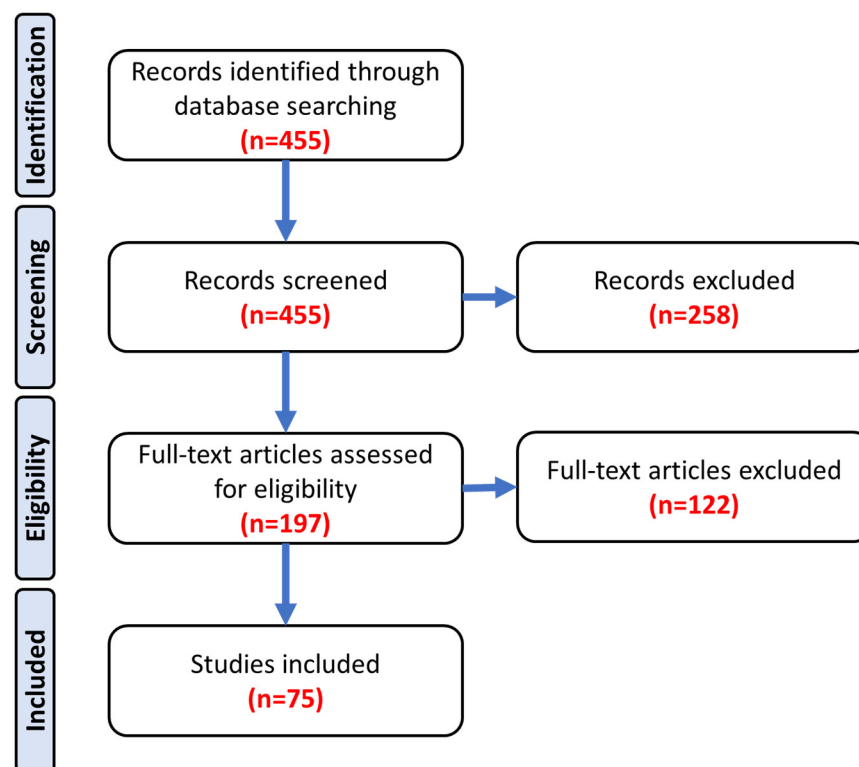 Identification
Records identified through
database searching
(n=455)
Screening
Records screened
(n=455)
Records excluded
(n=258)
Eligibility
Full-text articles assessed
for eligibility
(n=197)
Full-text articles excluded
(n=122)
Included
Studies included
(n=75)